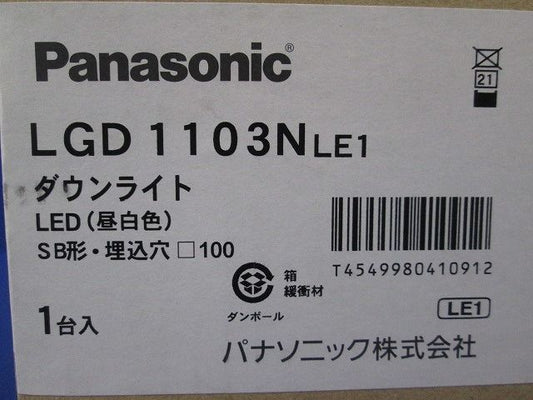 Panasonic®
21
LGD 1103N LE1
ダウンライト
LED(昼白色)
SB形・埋込穴 □100
T4549980410912
箱
緩衝材
ダンボール
LE1
1台入
パナソニック株式会社